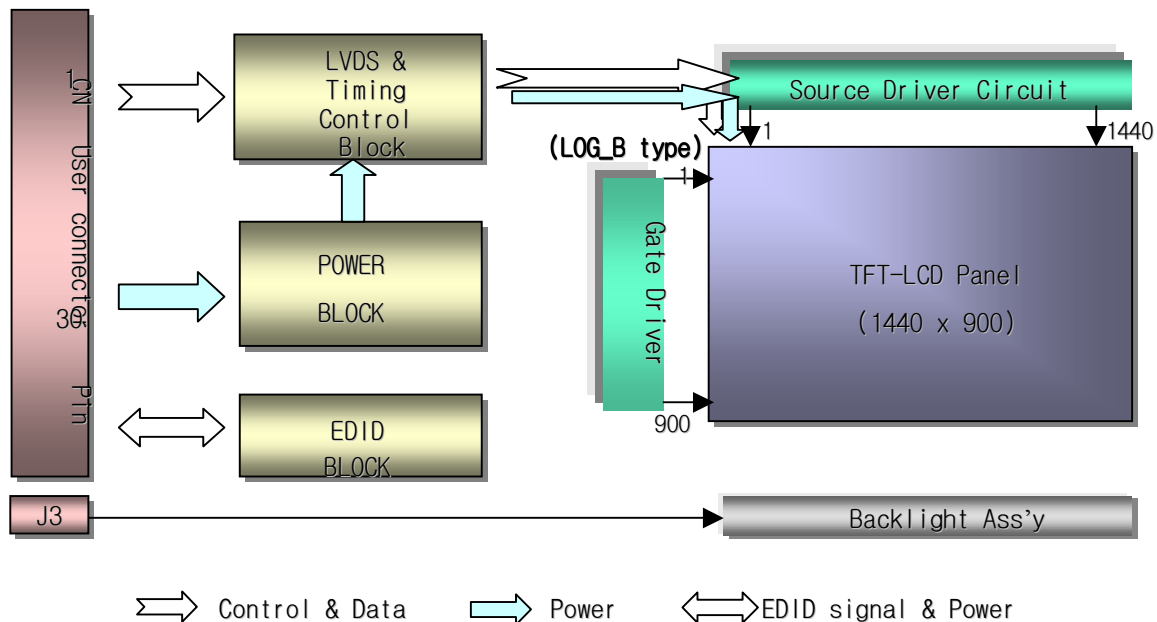 CN
1
User connector
30
Pin
LVDS &
Timing
Control
Block
POWER
BLOCK
EDID
BLOCK
Source Driver Circuit
1
1440
(LOG_B type)
1
Gate Driver
900
TFT-LCD Panel
(1440 x 900)
J3
Backlight Ass'y
Control & Data
Power
EDID signal & Power